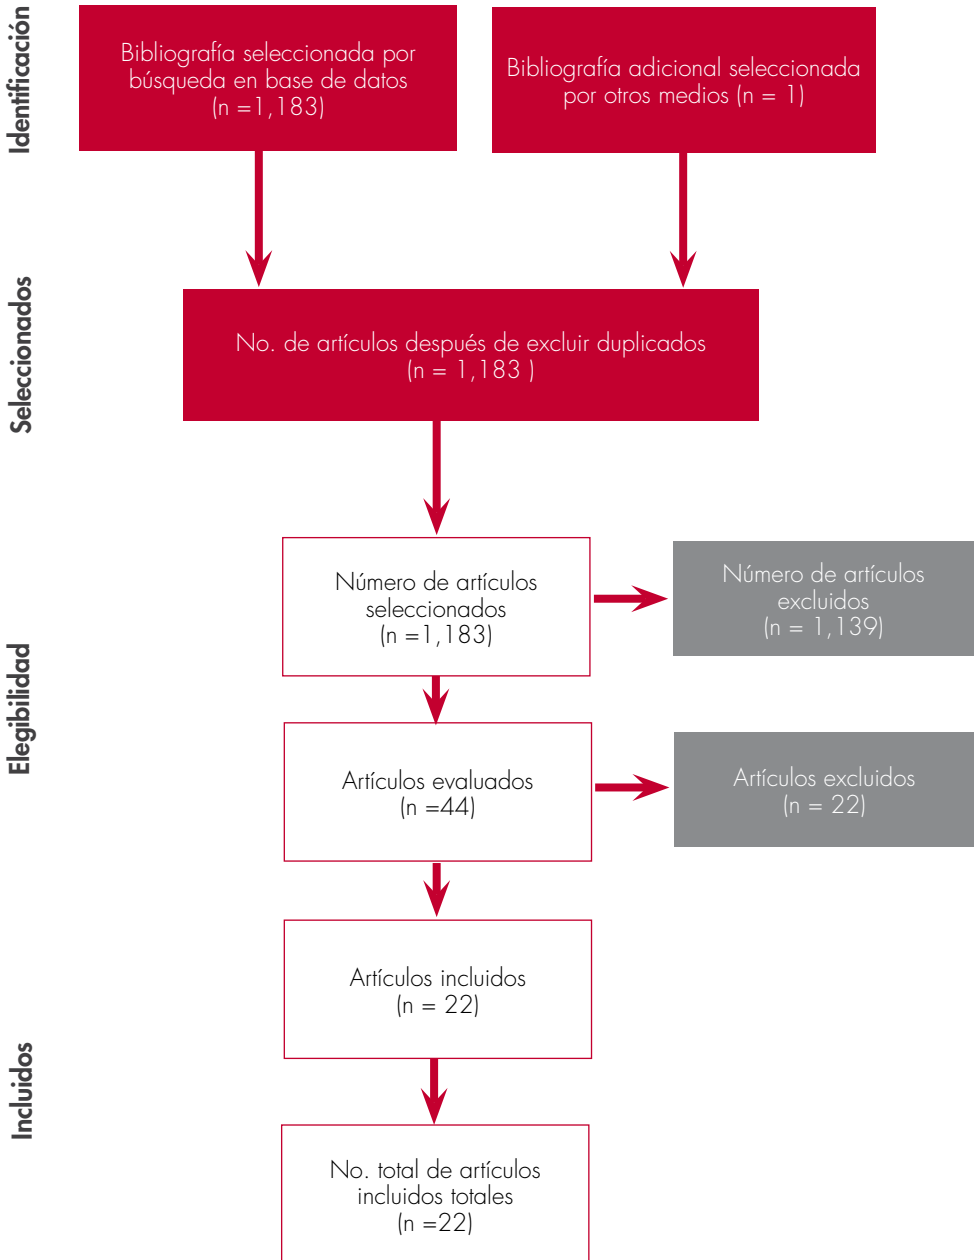 Identificación
Bibliografía seleccionada por
búsqueda en base de datos
(n =1,183)
Bibliografía adicional seleccionada
por otros medios (n = 1)
Seleccionados
No. de artículos después de excluir duplicados
(n = 1,183 )
Elegibilidad
Número de artículos
seleccionados
(n =1,183)
Número de artículos
excluidos
(n = 1,139)
Artículos evaluados
(n =44)
Artículos excluidos
(n = 22)
Incluidos
Artículos incluidos
(n = 22)
No. total de artículos
incluidos totales
(n =22)